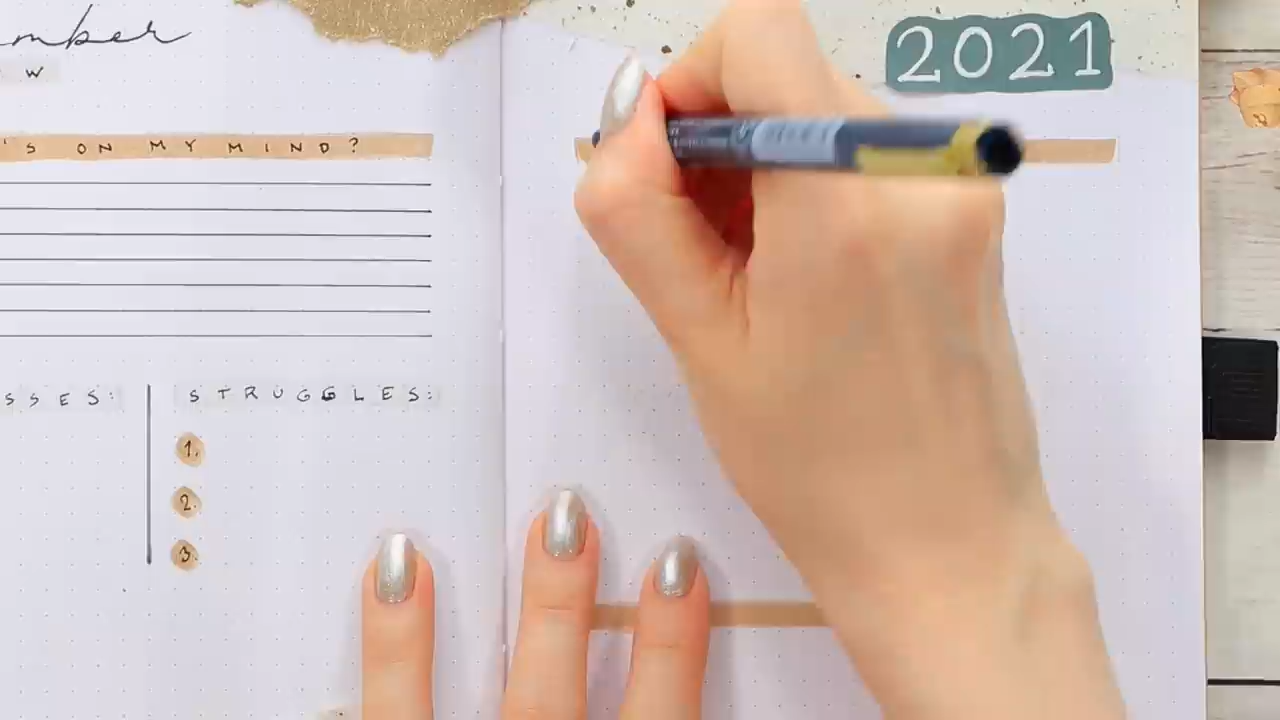 mber
W
2021
'S ON MY MIND?
SSES:
STRUGGLES:
1.
2.
3.